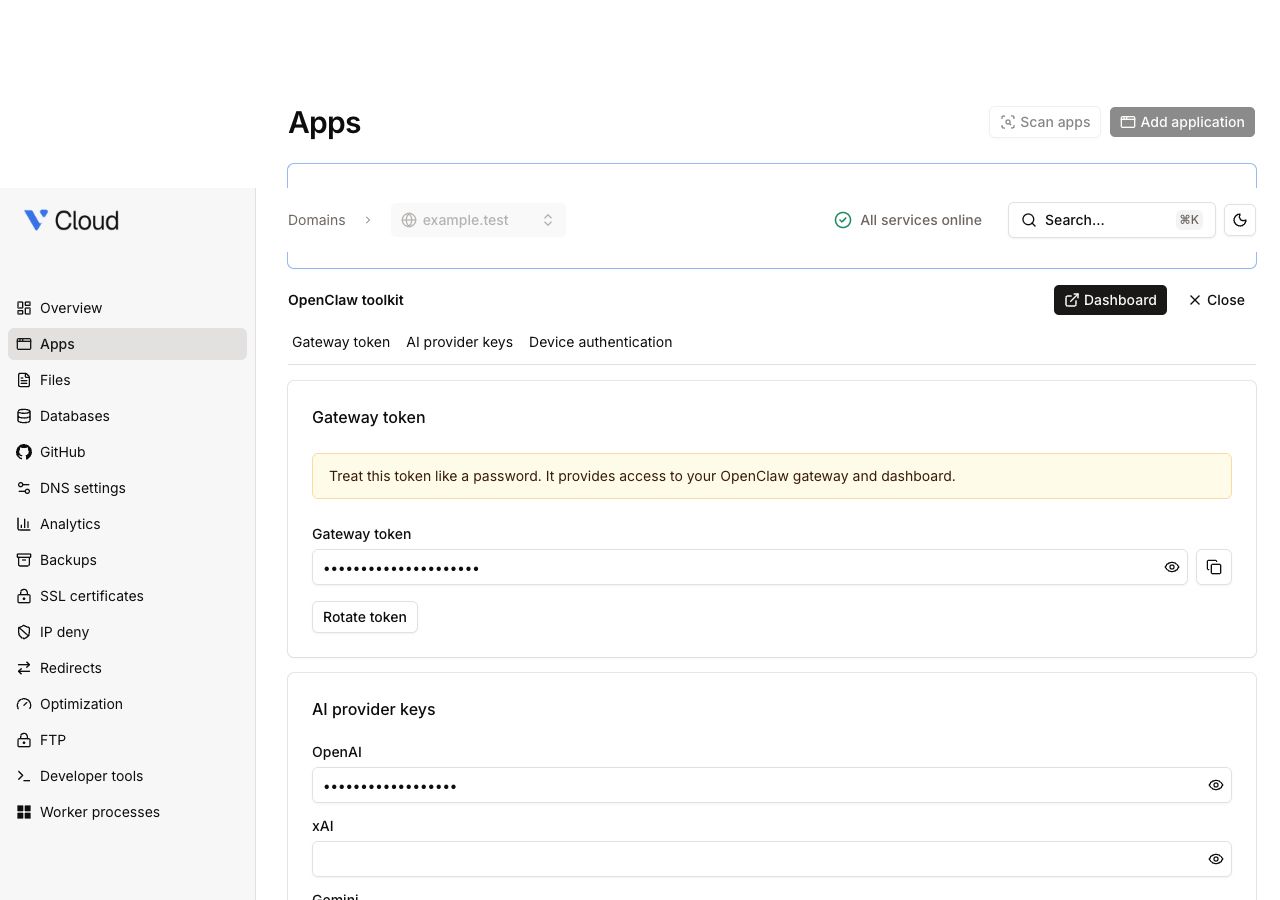 Apps
Scan apps
Add application
Cloud
Domains
example.test
All services online
Search...
⌘K
OpenClaw toolkit
Dashboard
Close
Overview
Apps
Files
Databases
GitHub
DNS settings
Analytics
Backups
SSL certificates
IP deny
Redirects
Optimization
FTP
Developer tools
Worker processes
Gateway token
AI provider keys
Device authentication
Gateway token
Treat this token like a password. It provides access to your OpenClaw gateway and dashboard.
Gateway token
•••••••••••••••••••••
Rotate token
AI provider keys
OpenAI
••••••••••••••••••
xAI
Gemini